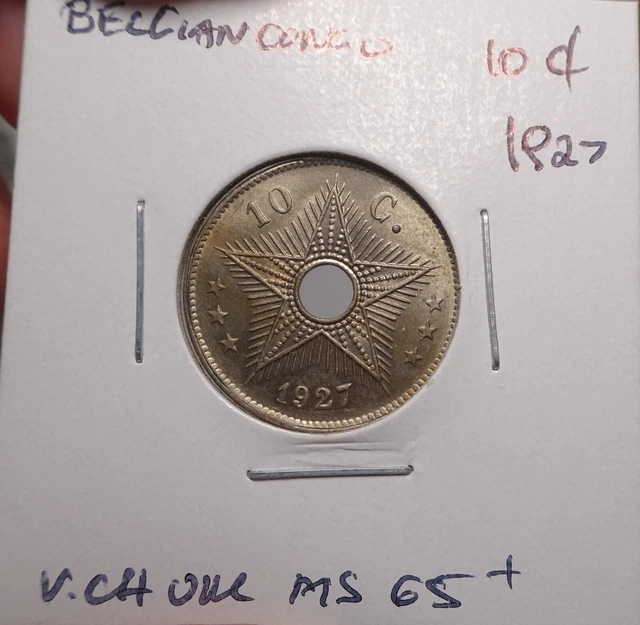 BELGIAN CONGO
10 ¢
1927
10 C.
1927
V. CH UNC MS 65+